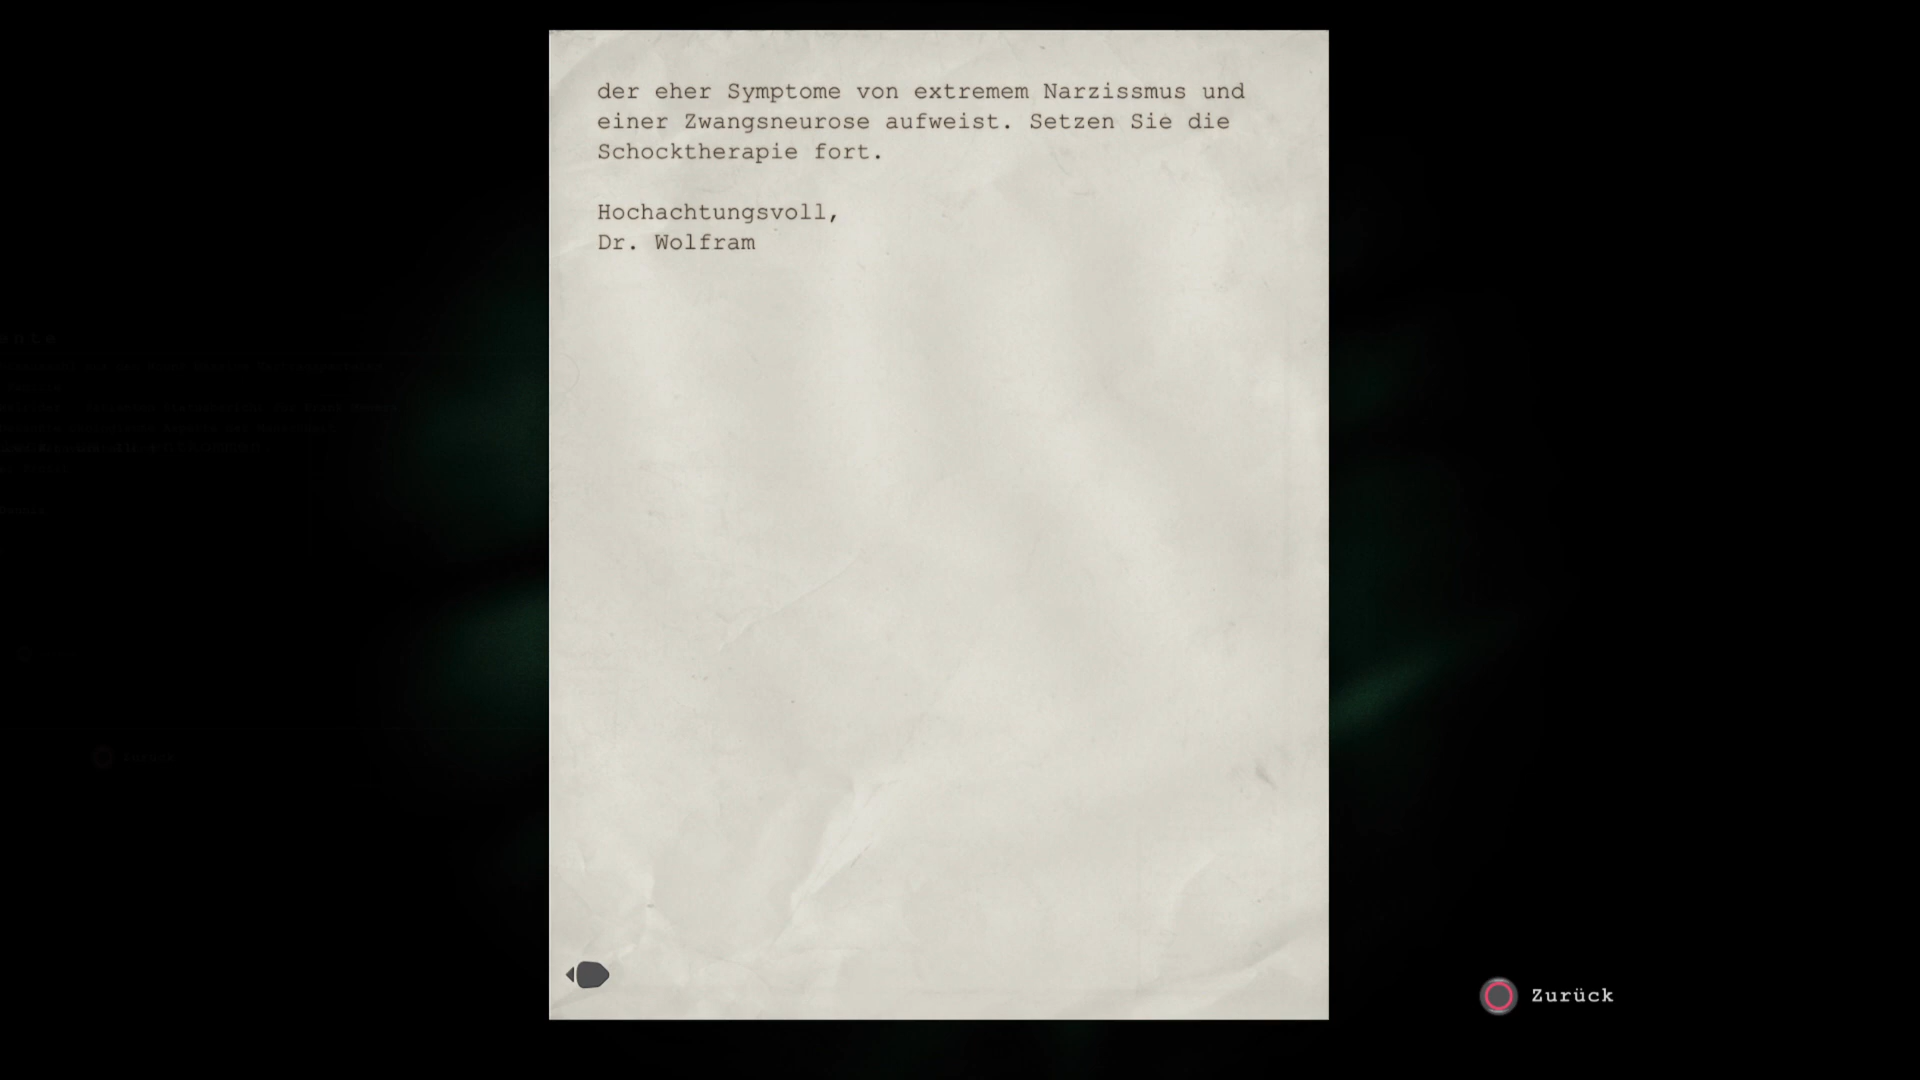 der eher Symptome von extremem Narzissmus und
einer Zwangsneurose aufweist. Setzen Sie die
Schocktherapie fort.
Hochachtungsvoll,
Dr. Wolfram
Zurück